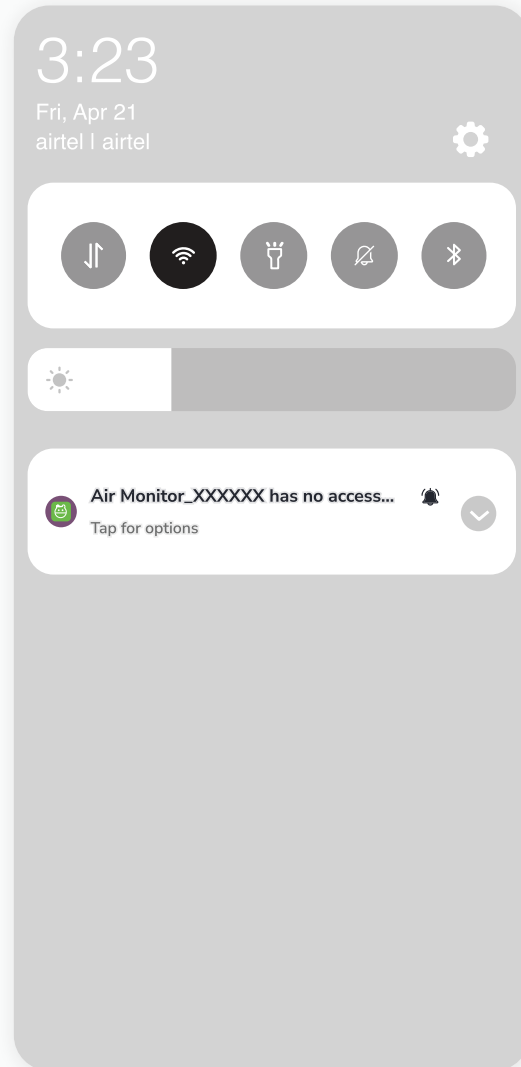 3:23
Fri, Apr 21
airtel | airtel
Air Monitor_XXXXXX has no access...
Tap for options